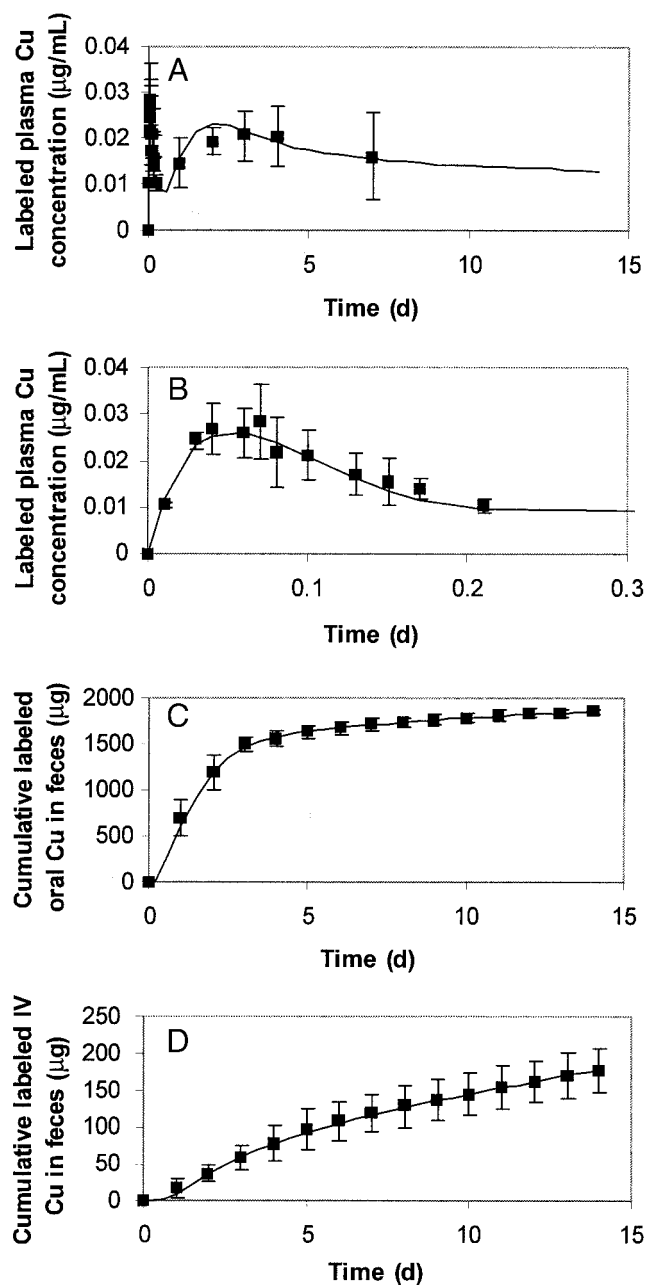 Labeled plasma Cu
concentration (µg/mL)
A
0.04
0.03
0.02
0.01
0
0 5 10 15
Time (d)
Labeled plasma Cu
concentration (µg/mL)
B
0.04
0.03
0.02
0.01
0
0 0.1 0.2 0.3
Time (d)
Cumulative labeled
oral Cu in feces (µg)
C
2000
1500
1000
500
0
0 5 10 15
Time (d)
Cumulative labeled IV
Cu in feces (µg)
D
250
200
150
100
50
0
0 5 10 15
Time (d)